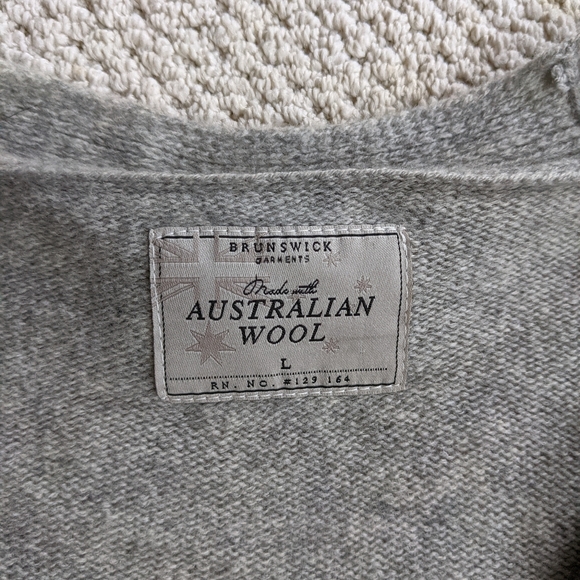 BRUNSWICK
GARMENTS
Made with
AUSTRALIAN
WOOL
L
RN. NO. #129 164